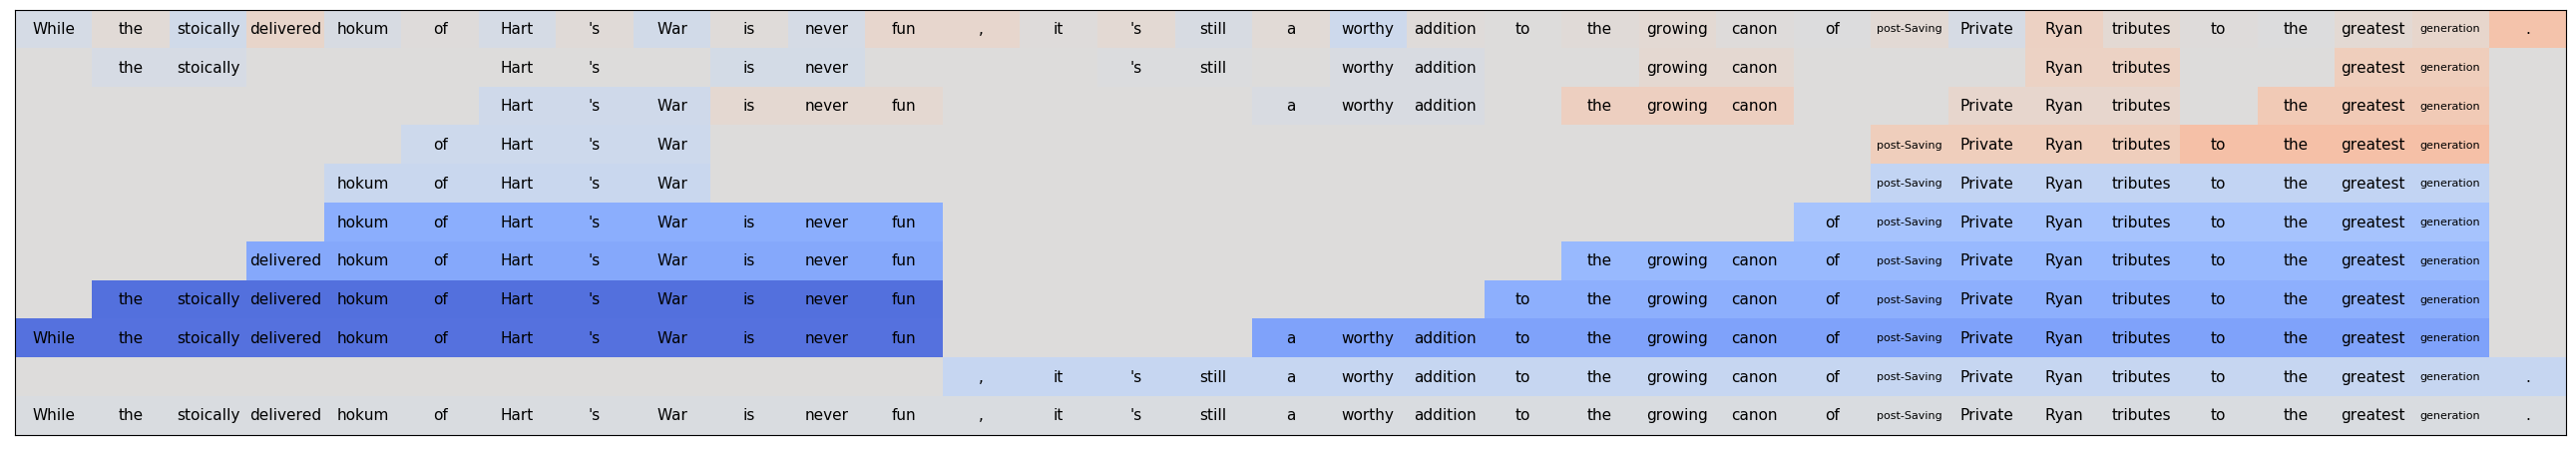 While the stoically delivered hokum of Hart 's War is never fun , it 's still a worthy addition to the growing canon of post-Saving Private Ryan tributes to the greatest generation .
the stoically Hart 's is never 's still worthy addition growing canon Ryan tributes greatest generation
Hart 's War is never fun a worthy addition the growing canon Private Ryan tributes the greatest generation
of Hart 's War post-Saving Private Ryan tributes to the greatest generation
hokum of Hart 's War post-Saving Private Ryan tributes to the greatest generation
hokum of Hart 's War is never fun of post-Saving Private Ryan tributes to the greatest generation
delivered hokum of Hart 's War is never fun the growing canon of post-Saving Private Ryan tributes to the greatest generation
the stoically delivered hokum of Hart 's War is never fun to the growing canon of post-Saving Private Ryan tributes to the greatest generation
While the stoically delivered hokum of Hart 's War is never fun a worthy addition to the growing canon of post-Saving Private Ryan tributes to the greatest generation
, it 's still a worthy addition to the growing canon of post-Saving Private Ryan tributes to the greatest generation .
While the stoically delivered hokum of Hart 's War is never fun , it 's still a worthy addition to the growing canon of post-Saving Private Ryan tributes to the greatest generation .